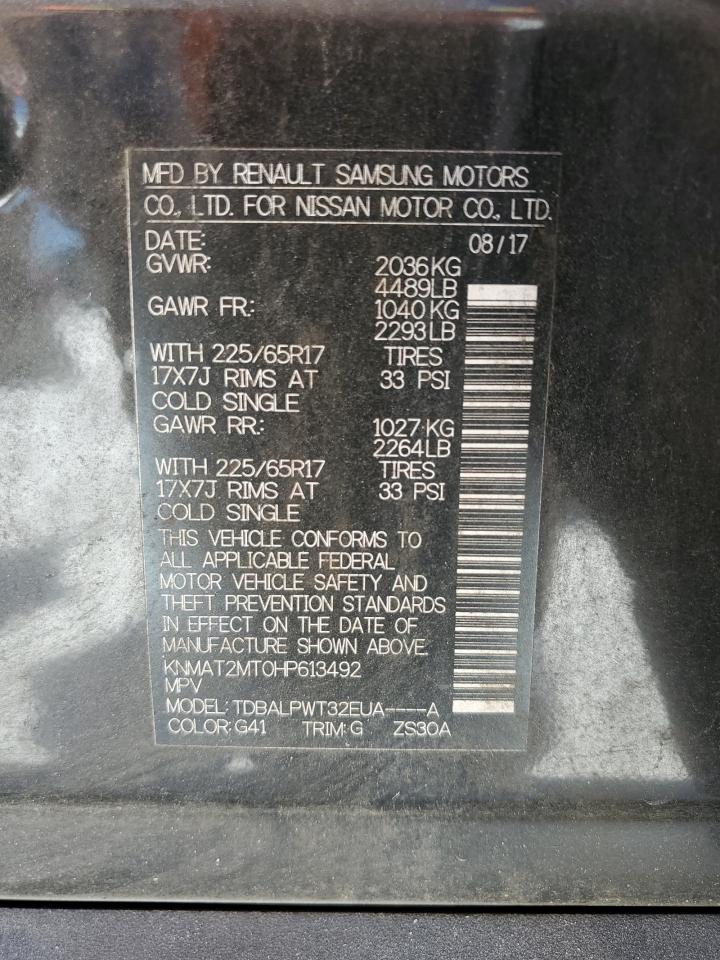 MFD BY RENAULT SAMSUNG MOTORS
CO., LTD. FOR NISSAN MOTOR CO., LTD.
DATE: 08/17
GVWR: 2036KG
4489LB
GAWR FR.: 1040KG
2293LB
WITH 225/65R17 TIRES
17X7J RIMS AT 33 PSI
COLD SINGLE
GAWR RR.: 1027KG
2264LB
WITH 225/65R17 TIRES
17X7J RIMS AT 33 PSI
COLD SINGLE
THIS VEHICLE CONFORMS TO
ALL APPLICABLE FEDERAL
MOTOR VEHICLE SAFETY AND
THEFT PREVENTION STANDARDS
IN EFFECT ON THE DATE OF
MANUFACTURE SHOWN ABOVE.
KNMAT2MT0HP613492
MPV
MODEL: TDBALPWT32EUA----A
COLOR:G41 TRIM:G ZS30A